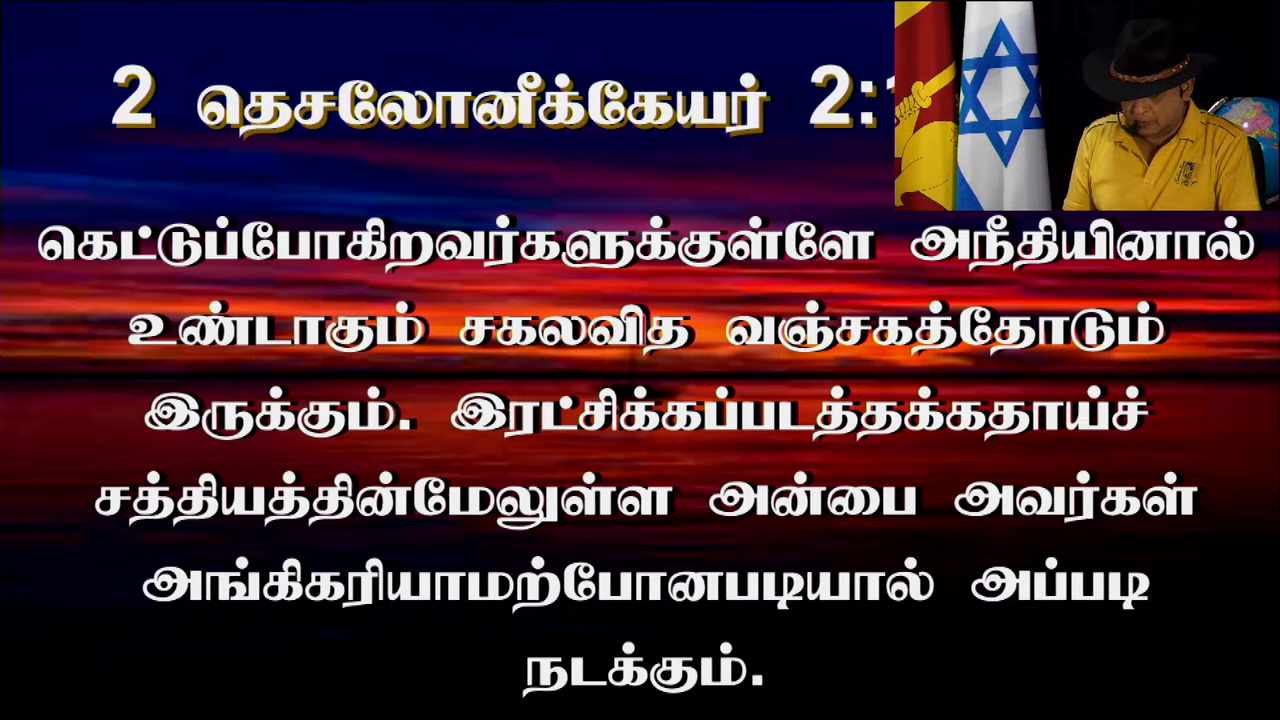 2 தெசலோனீக்கேயர் 2:1
கெட்டுப்போகிறவர்களுக்குள்ளே அநீதியினால்
உண்டாகும் சகலவித வஞ்சகத்தோடும்
இருக்கும். இரட்சிக்கப்படத்தக்கதாய்ச்
சத்தியத்தின்மேலுள்ள அன்பை அவர்கள்
அங்கிகரியாமற்போனபடியால் அப்படி
நடக்கும்.